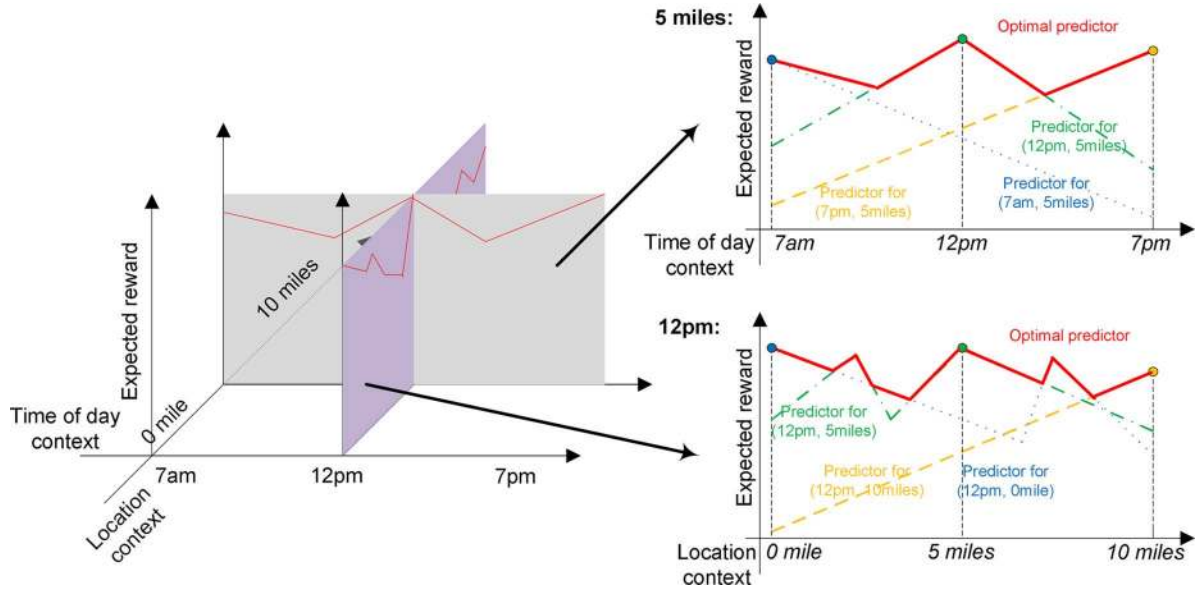 Expected reward
10 miles
Time of day
context
0 mile
7am
12pm
7pm
Location
context
5 miles:
Optimal predictor
Expected reward
Predictor for
(12pm, 5miles)
Predictor for
(7pm, 5miles)
Predictor for
(7am, 5miles)
Time of day
context
7am
12pm
7pm
12pm:
Optimal predictor
Expected reward
Predictor for
(12pm, 5miles)
Predictor for
(12pm, 10miles)
Predictor for
(12pm, 0mile)
Location
context
0 mile
5 miles
10 miles